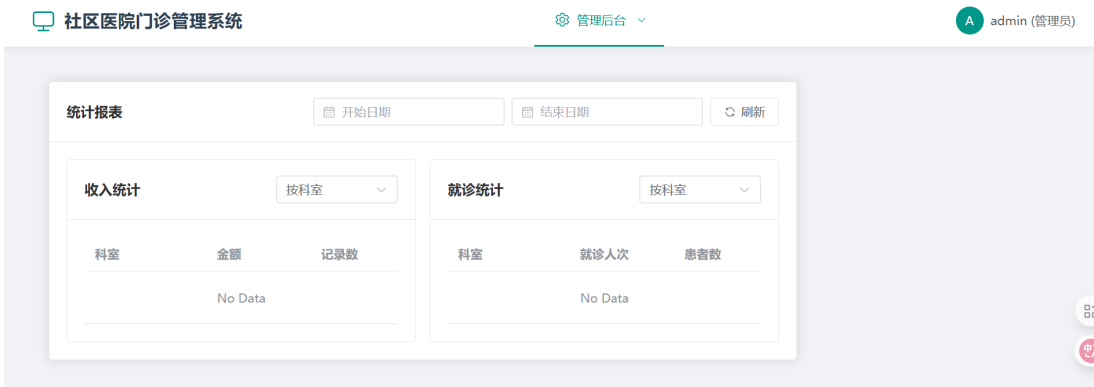 社区医院门诊管理系统 管理后台 A admin (管理员)
统计报表 开始日期 结束日期 刷新
收入统计 按科室 就诊统计 按科室
科室 金额 记录数 科室 就诊人次 患者数
No Data No Data